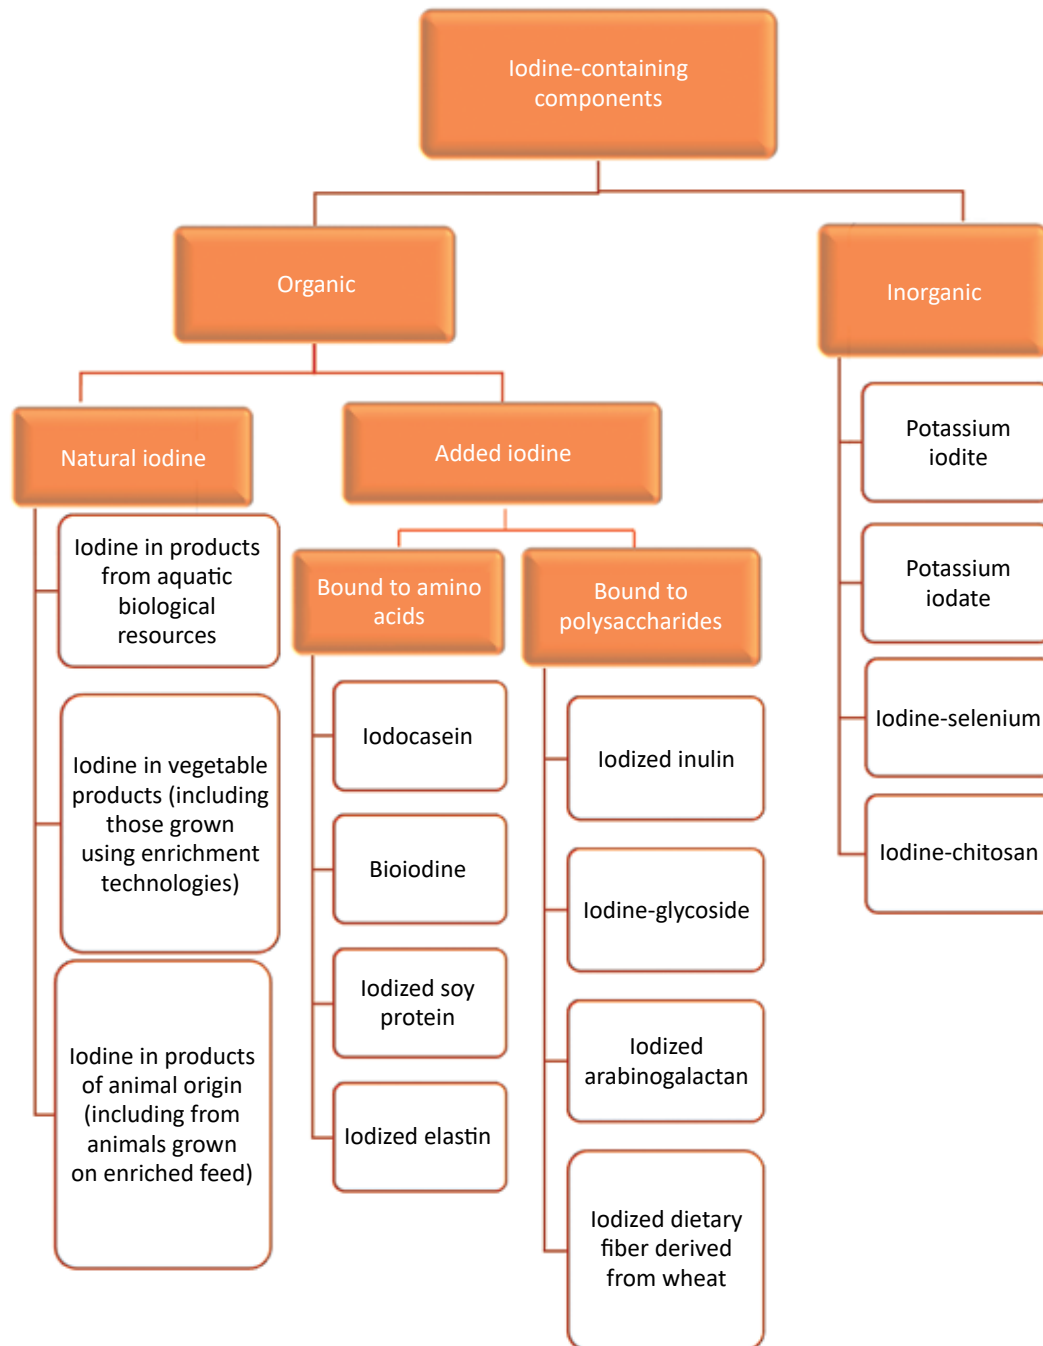 Iodine-containing
components
Organic
Inorganic
Natural iodine
Added iodine
Iodine in products
from aquatic
biological
resources
Iodine in vegetable
products (including
those grown
using enrichment
technologies)
Iodine in products
of animal origin
(including from
animals grown
on enriched feed)
Bound to amino
acids
Iodocasein
Bioiodine
Iodized soy
protein
Iodized elastin
Bound to
polysaccharides
Iodized inulin
Iodine-glycoside
Iodized
arabinogalactan
Iodized dietary
fiber derived
from wheat
Potassium
iodite
Potassium
iodate
Iodine-selenium
Iodine-chitosan